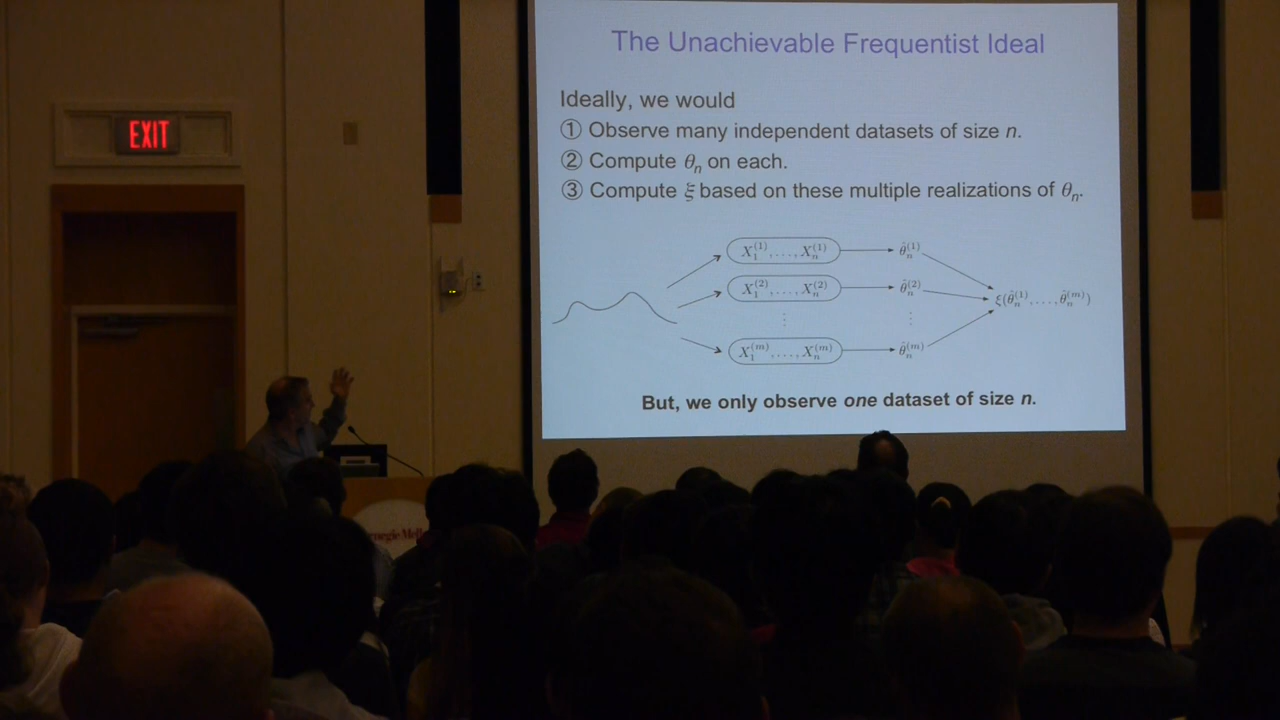 The Unachievable Frequentist Ideal
EXIT
Ideally, we would
① Observe many independent datasets of size n.
② Compute θₙ on each.
③ Compute ξ based on these multiple realizations of θₙ.
X₁⁽¹⁾, . . . , Xₙ⁽¹⁾ θ̂ₙ⁽¹⁾
X₁⁽²⁾, . . . , Xₙ⁽²⁾ θ̂ₙ⁽²⁾ ξ(θ̂ₙ⁽¹⁾, . . . , θ̂ₙ⁽ᵐ⁾)
⋮ ⋮
X₁⁽ᵐ⁾, . . . , Xₙ⁽ᵐ⁾ θ̂ₙ⁽ᵐ⁾
But, we only observe one dataset of size n.